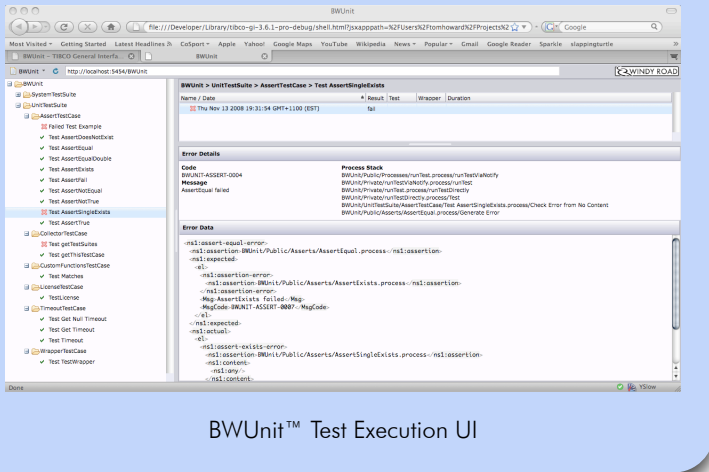 BWUnit
file:///Developer/Library/tibco-gi-3.6.1-pro-debug/shell.html?jsxapppath=%2FUsers%2Ftomhoward%2FProjects%2
Google
Most Visited Getting Started Latest Headlines CoSport Apple Yahoo! Google Maps YouTube Wikipedia News Popular Gmail Google Reader Sparkle slappingturtle »
BWUnit – TIBCO General Interfa...
BWUnit
BWUnit http://localhost:5454/BWUnit
WINDY ROAD
BWUnit
SystemTestSuite
UnitTestSuite
AssertTestCase
Failed Test Example
Test AssertDoesNotExist
Test AssertEqual
Test AssertEqualDouble
Test AssertExists
Test AssertFail
Test AssertNotEqual
Test AssertNotTrue
Test AssertSingleExists
Test AssertTrue
CollectorTestCase
Test getTestSuites
Test getThisTestCase
CustomFunctionsTestCase
Test Matches
LicenseTestCase
TestLicense
TimeoutTestCase
Test Get Null Timeout
Test Get Timeout
Test Timeout
WrapperTestCase
Test TestWrapper
BWUnit > UnitTestSuite > AssertTestCase > Test AssertSingleExists
Name / Date Result Test Wrapper Duration
Thu Nov 13 2008 19:31:54 GMT+1100 (EST) fail
Error Details
Code
BWUNIT-ASSERT-0004
Message
AssertEqual failed
Process Stack
BWUnit/Public/Processes/runTest.process/runTestViaNotify
BWUnit/Private/runTestViaNotify.process/runTest
BWUnit/Private/runTest.process/runTestDirectly
BWUnit/Private/runTestDirectly.process/Test
BWUnit/UnitTestSuite/AssertTestCase/Test AssertSingleExists.process/Check Error from No Content
BWUnit/Public/Asserts/AssertEqual.process/Generate Error
Error Data
<ns1:assert-equal-error>
<ns1:assertion>BWUnit/Public/Asserts/AssertEqual.process</ns1:assertion>
<ns1:expected>
<el>
<ns1:assertion-error>
<ns1:assertion>BWUnit/Public/Asserts/AssertExists.process</ns1:assertion>
</ns1:assertion-error>
<Msg>AssertExists failed</Msg>
<MsgCode>BWUNIT-ASSERT-0007</MsgCode>
</el>
</ns1:expected>
<ns1:actual>
<el>
<ns1:assert-exists-error>
<ns1:assertion>BWUnit/Public/Asserts/AssertSingleExists.process</ns1:assertion>
<ns1:content>
<ns1:any/>
</ns1:content>
Done
YSlow
BWUnit™ Test Execution UI